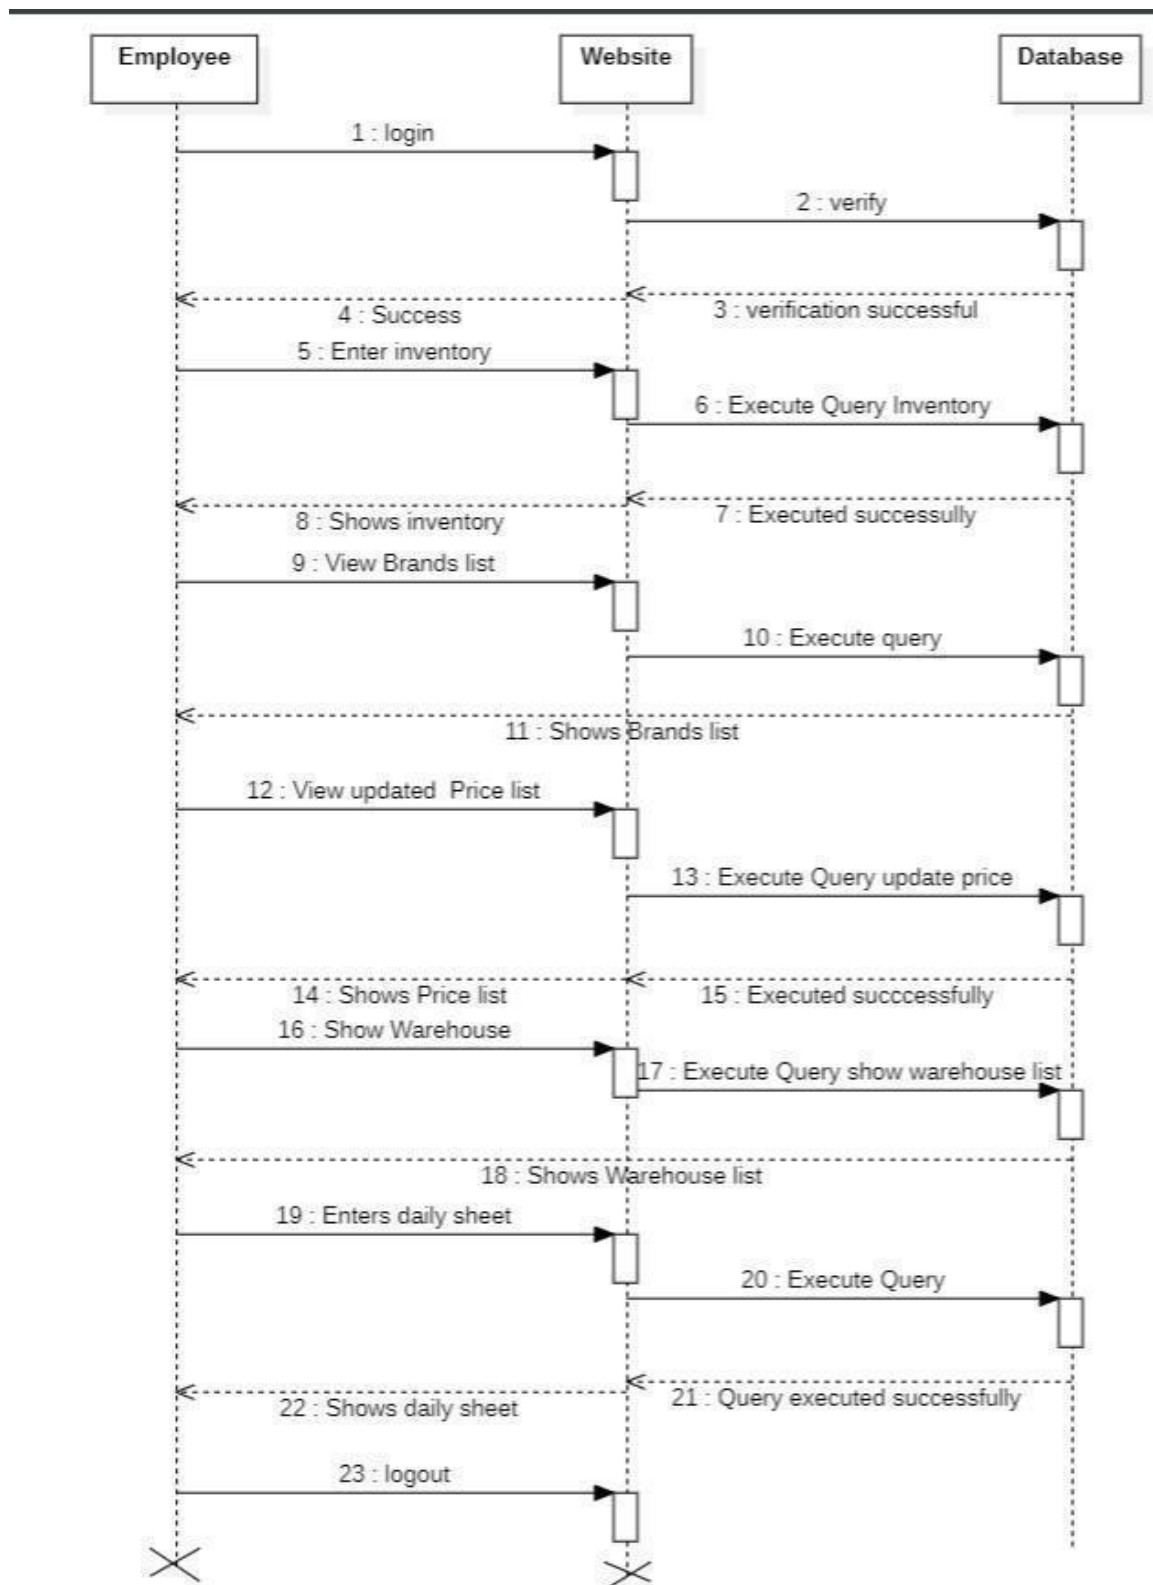 Employee
Website
Database
1 : login
2 : verify
3 : verification successful
4 : Success
5 : Enter inventory
6 : Execute Query Inventory
7 : Executed successully
8 : Shows inventory
9 : View Brands list
10 : Execute query
11 : Shows Brands list
12 : View updated  Price list
13 : Execute Query update price
14 : Shows Price list
15 : Executed succcessfully
16 : Show Warehouse
17 : Execute Query show warehouse list
18 : Shows Warehouse list
19 : Enters daily sheet
20 : Execute Query
21 : Query executed successfully
22 : Shows daily sheet
23 : logout